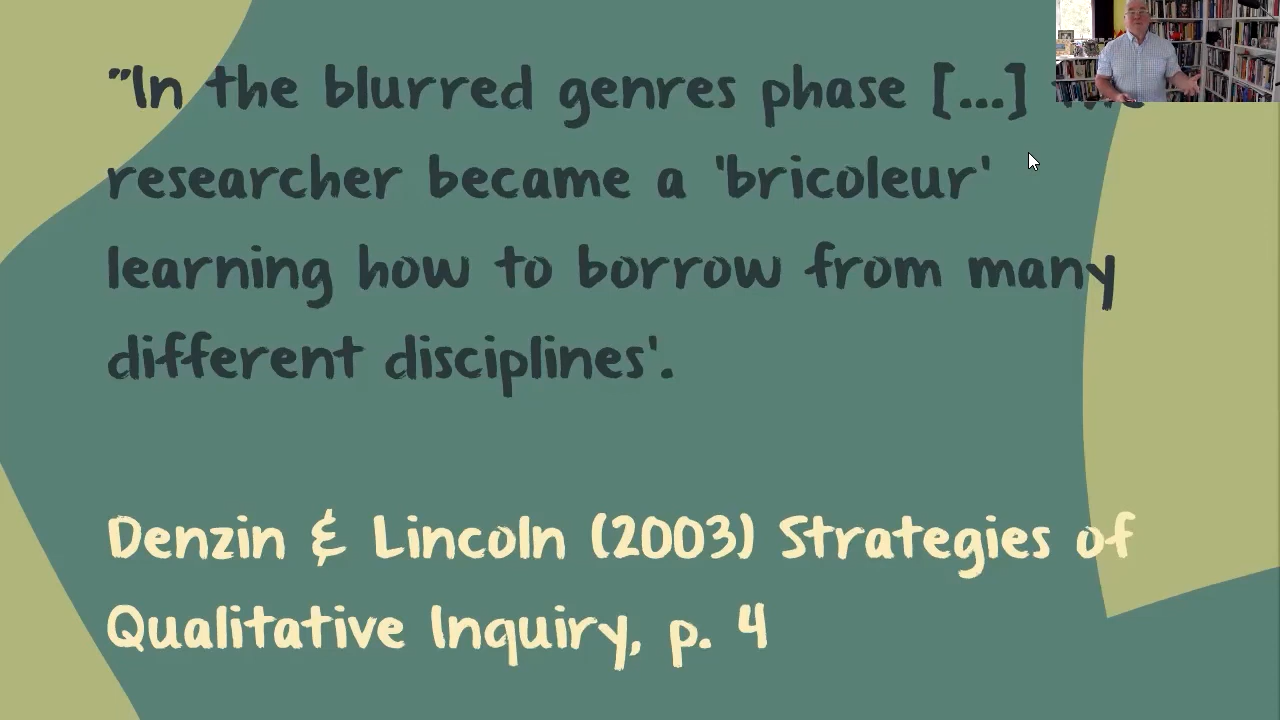 "In the blurred genres phase [...]
researcher became a 'bricoleur'
learning how to borrow from many
different disciplines'.
Denzin & Lincoln (2003) Strategies of
Qualitative Inquiry, p. 4